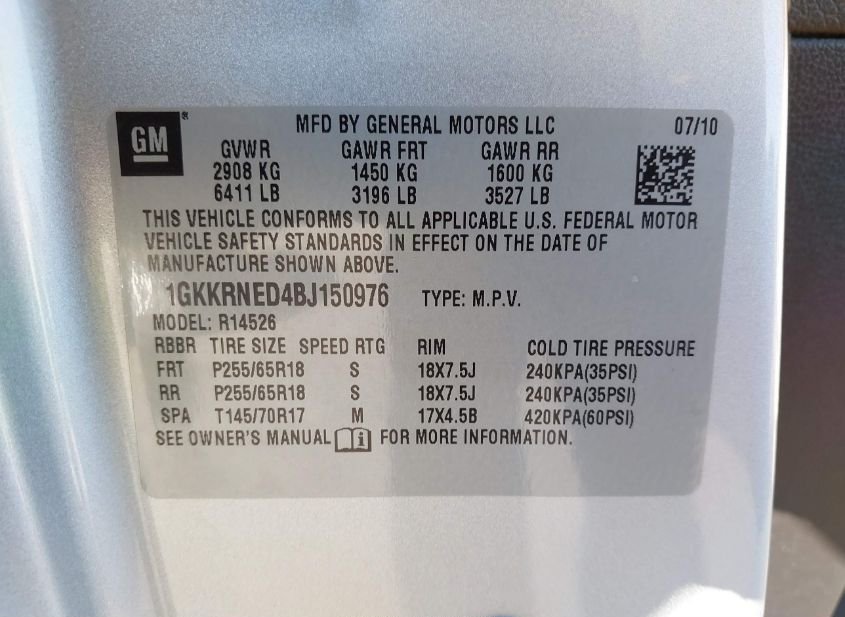 GM ® MFD BY GENERAL MOTORS LLC 07/10
GVWR GAWR FRT GAWR RR
2908 KG 1450 KG 1600 KG
6411 LB 3196 LB 3527 LB
THIS VEHICLE CONFORMS TO ALL APPLICABLE U.S. FEDERAL MOTOR
VEHICLE SAFETY STANDARDS IN EFFECT ON THE DATE OF
MANUFACTURE SHOWN ABOVE.
1GKKRNED4BJ150976 TYPE: M.P.V.
MODEL: R14526
RBBR TIRE SIZE SPEED RTG RIM COLD TIRE PRESSURE
FRT P255/65R18 S 18X7.5J 240KPA(35PSI)
RR P255/65R18 S 18X7.5J 240KPA(35PSI)
SPA T145/70R17 M 17X4.5B 420KPA(60PSI)
SEE OWNER'S MANUAL i FOR MORE INFORMATION.